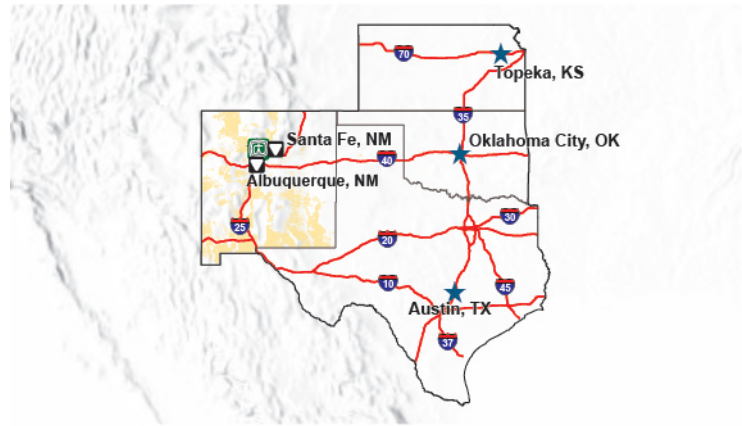 70
Topeka, KS
35
Santa Fe, NM
Oklahoma City, OK
40
Albuquerque, NM
25
30
20
10
45
Austin, TX
37